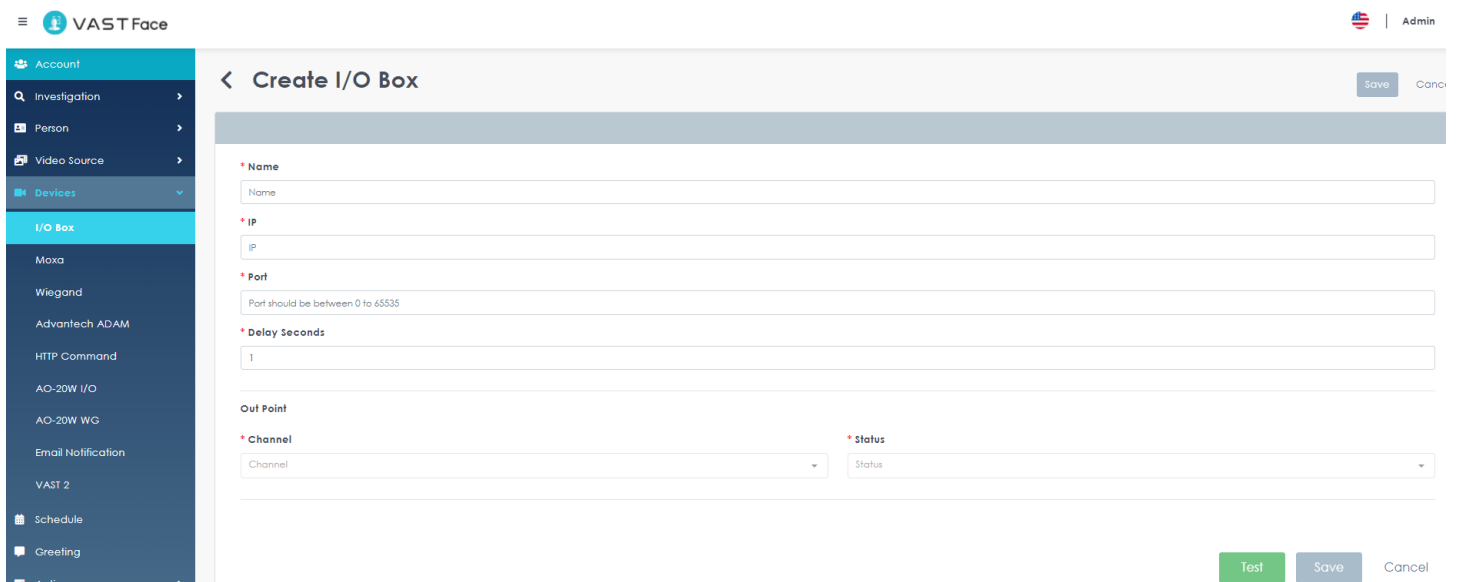 VAST Face
Admin
Account
Investigation
Person
Video Source
Devices
I/O Box
Moxa
Wiegand
Advantech ADAM
HTTP Command
AO-20W I/O
AO-20W WG
Email Notification
VAST 2
Schedule
Greeting
Create I/O Box
Save Cance
* Name
Name
* IP
IP
* Port
Port should be between 0 to 65535
* Delay Seconds
1
Out Point
* Channel * Status
Channel Status
Test Save Cancel